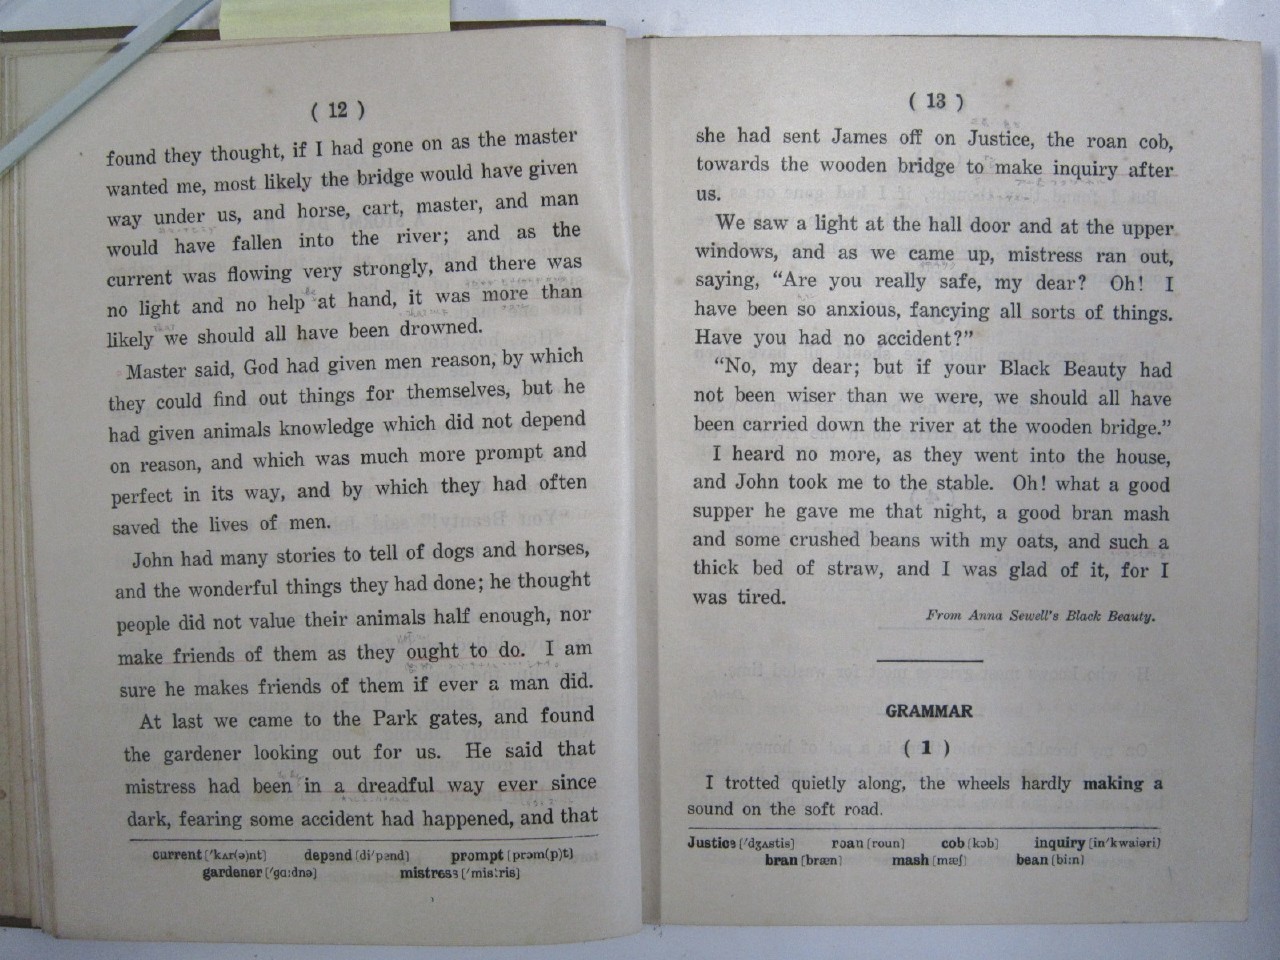 ( 12 )
found they thought, if I had gone on as the master
wanted me, most likely the bridge would have given
way under us, and horse, cart, master, and man
would have fallen into the river; and as the
current was flowing very strongly, and there was
no light and no help at hand, it was more than
likely we should all have been drowned.
Master said, God had given men reason, by which
they could find out things for themselves, but he
had given animals knowledge which did not depend
on reason, and which was much more prompt and
perfect in its way, and by which they had often
saved the lives of men.
John had many stories to tell of dogs and horses,
and the wonderful things they had done; he thought
people did not value their animals half enough, nor
make friends of them as they ought to do. I am
sure he makes friends of them if ever a man did.
At last we came to the Park gates, and found
the gardener looking out for us. He said that
mistress had been in a dreadful way ever since
dark, fearing some accident had happened, and that
current [ˈkʌr(ə)nt] depend [diˈpend] prompt [prɔm(p)t]
gardener [ˈgɑːdnə] mistress [ˈmisːris]
( 13 )
she had sent James off on Justice, the roan cob,
towards the wooden bridge to make inquiry after
us.
We saw a light at the hall door and at the upper
windows, and as we came up, mistress ran out,
saying, “Are you really safe, my dear? Oh! I
have been so anxious, fancying all sorts of things.
Have you had no accident?”
“No, my dear; but if your Black Beauty had
not been wiser than we were, we should all have
been carried down the river at the wooden bridge.”
I heard no more, as they went into the house,
and John took me to the stable. Oh! what a good
supper he gave me that night, a good bran mash
and some crushed beans with my oats, and such a
thick bed of straw, and I was glad of it, for I
was tired.
From Anna Sewell's Black Beauty.
GRAMMAR
( 1 )
I trotted quietly along, the wheels hardly making a
sound on the soft road.
Justice [ˈdʒʌstis] roan [roun] cob [kɔb] inquiry [inˈkwaiəri]
bran [bræn] mash [mæʃ] bean [biːn]